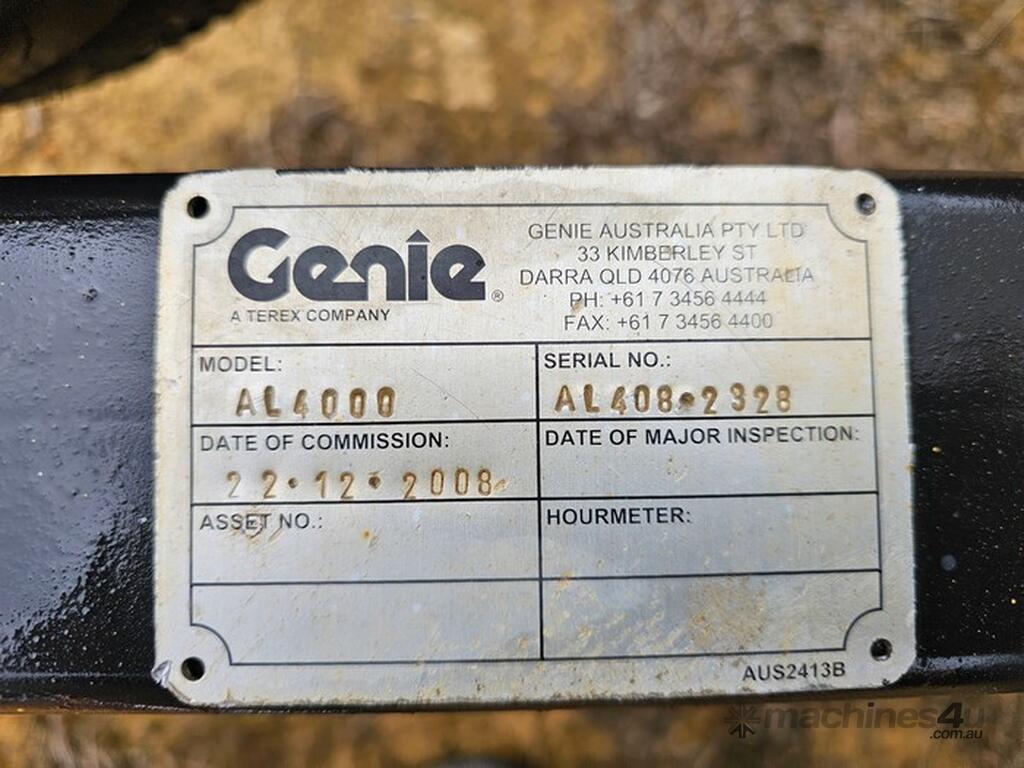 Genie®
A TEREX COMPANY
GENIE AUSTRALIA PTY LTD
33 KIMBERLEY ST
DARRA QLD 4076 AUSTRALIA
PH: +61 7 3456 4444
FAX: +61 7 3456 4400
MODEL:
AL4000
SERIAL NO.:
AL408•2328
DATE OF COMMISSION:
22•12•2008
DATE OF MAJOR INSPECTION:
ASSET NO.:
HOURMETER:
AUS2413B
machines4u
.com.au